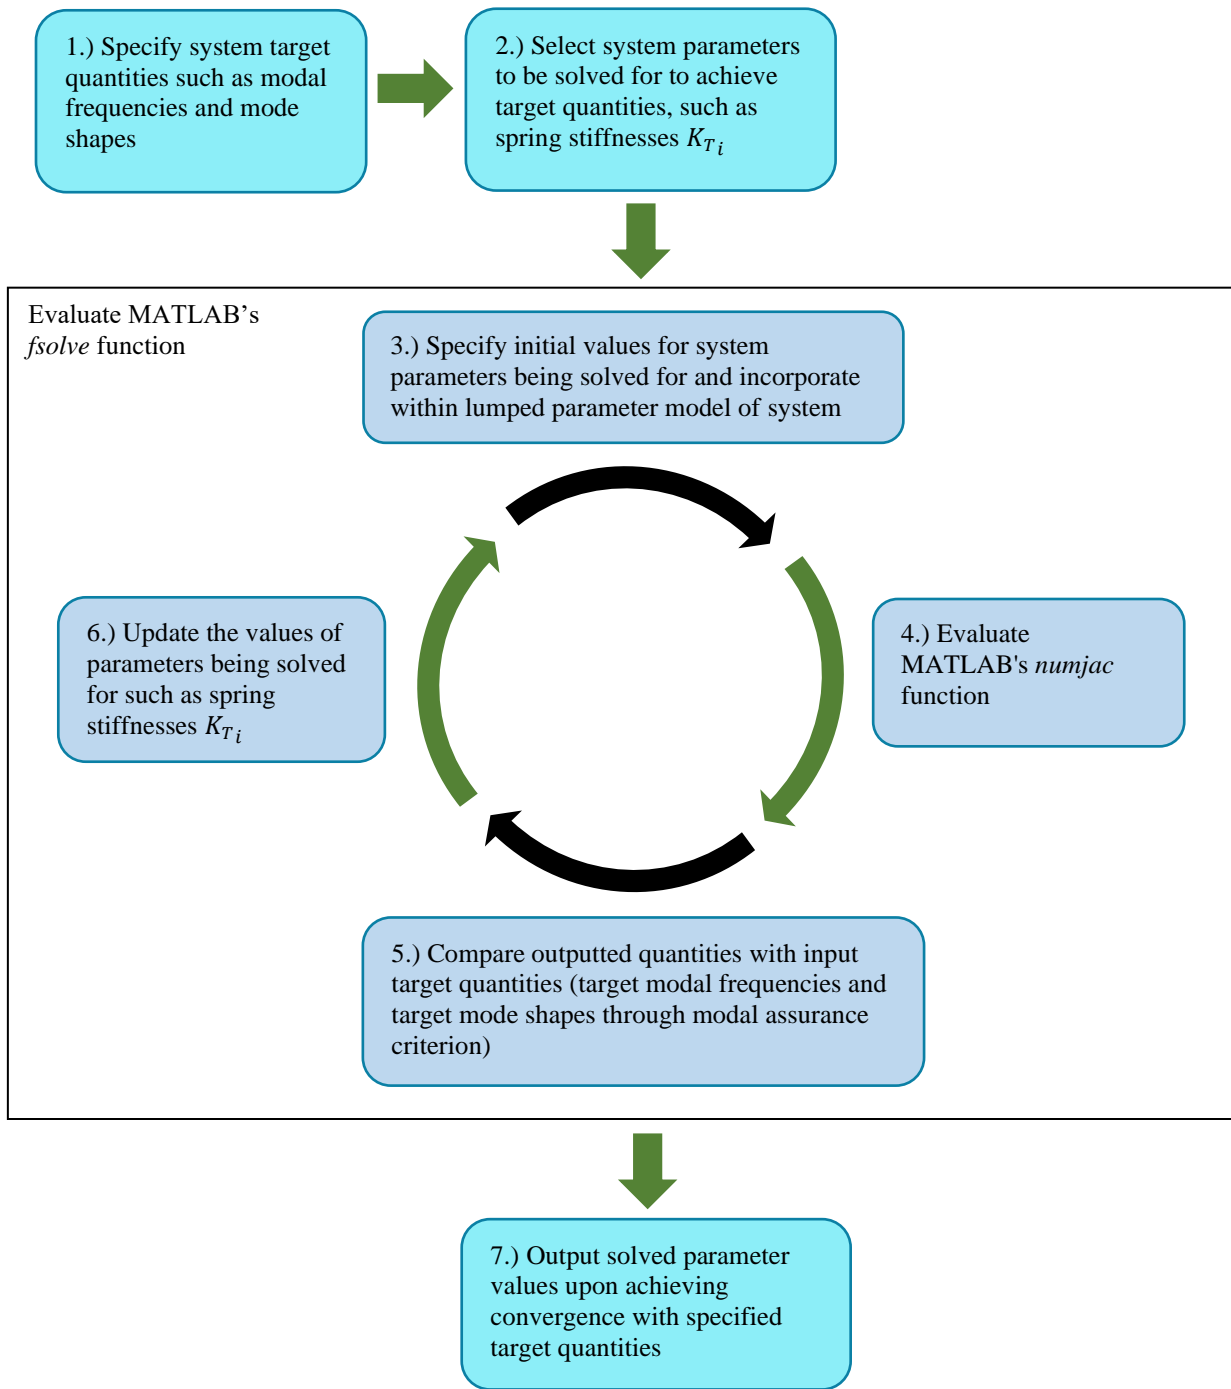 1.) Specify system target
quantities such as modal
frequencies and mode
shapes
2.) Select system parameters
to be solved for to achieve
target quantities, such as
spring stiffnesses K_{T_i}
Evaluate MATLAB’s
fsolve function
3.) Specify initial values for system
parameters being solved for and incorporate
within lumped parameter model of system
4.) Evaluate
MATLAB's numjac
function
5.) Compare outputted quantities with input
target quantities (target modal frequencies and
target mode shapes through modal assurance
criterion)
6.) Update the values of
parameters being solved
for such as spring
stiffnesses K_{T_i}
7.) Output solved parameter
values upon achieving
convergence with specified
target quantities